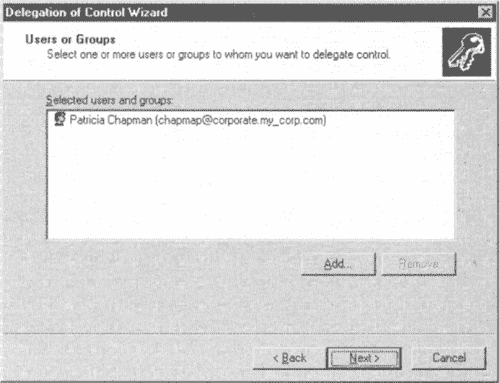 Delegation of Control Wizard
Users or Groups
Select one or more users or groups to whom you want to delegate control.
Selected users and groups:
Patricia Chapman (chapmap@corporate.my_corp.com)
Add... Remove
< Back Next > Cancel